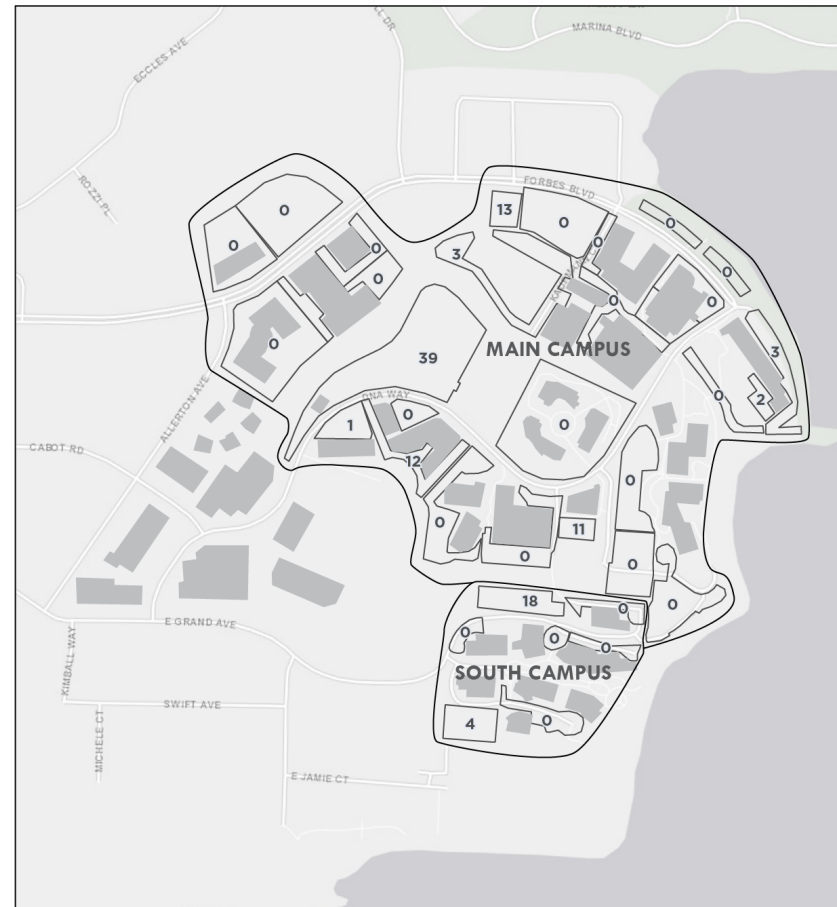 MARINA BLVD
ECCLES AVE
LL DR
ROZZI PL
FORBES BLVD
13
0
0
0
0
0
0
3
0
0
0
0
0
MAIN CAMPUS
39
3
DNA WAY
0
2
1
0
0
ALLERTON AVE
CABOT RD
12
0
0
11
0
0
0
18
0
E GRAND AVE
0
0
0
KIMBALL WAY
SOUTH CAMPUS
SWIFT AVE
4
0
MICHELE CT
E JAMIE CT